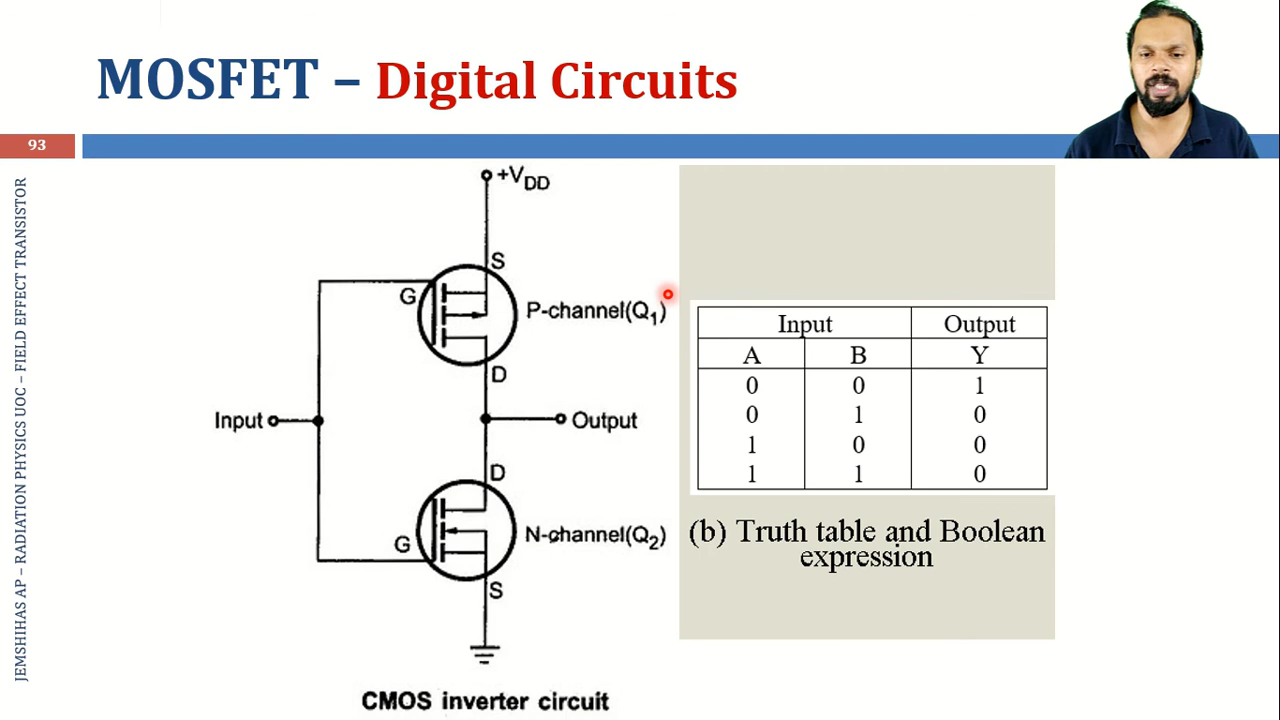 MOSFET – Digital Circuits
93
JEMSHIHAS AP – RADIATION PHYSICS UOC – FIELD EFFECT TRANSISTOR
+VDD
S
G
P-channel(Q1)
D
Input
Output
D
G
N-channel(Q2)
S
CMOS inverter circuit
Input Output
A B Y
0 0 1
0 1 0
1 0 0
1 1 0
(b) Truth table and Boolean
expression